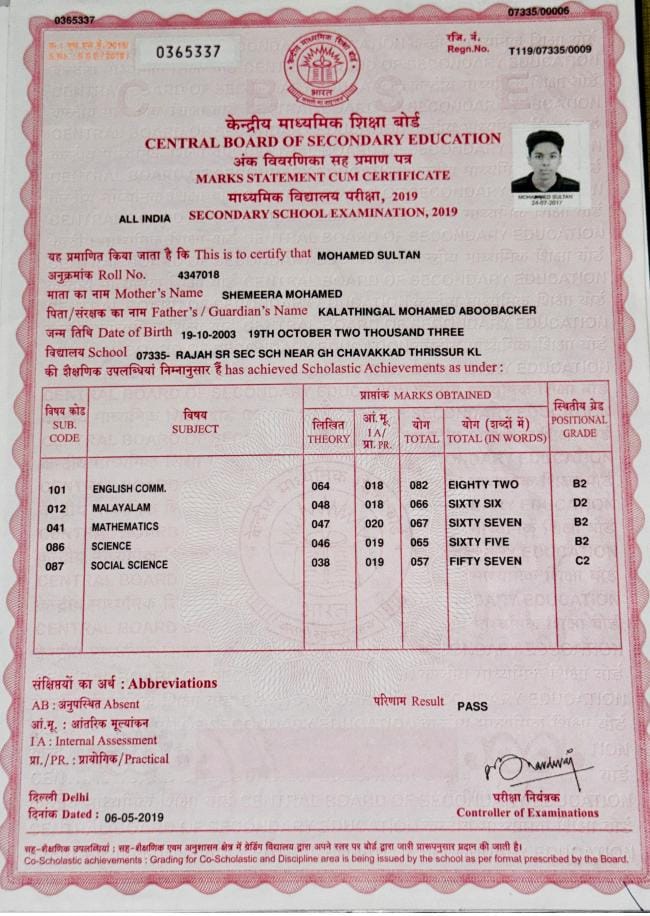 0365337
07335/00006
0365337
रजि. नं.
Regn.No. T119/07335/0009
भारत
केन्द्रीय माध्यमिक शिक्षा बोर्ड
CENTRAL BOARD OF SECONDARY EDUCATION
अंक विवरणिका सह प्रमाण पत्र
MARKS STATEMENT CUM CERTIFICATE
माध्यमिक विद्यालय परीक्षा, 2019
ALL INDIA SECONDARY SCHOOL EXAMINATION, 2019
MOHAMED SULTAN
24-07-2017
यह प्रमाणित किया जाता है कि This is to certify that MOHAMED SULTAN
अनुक्रमांक Roll No. 4347018
माता का नाम Mother's Name SHEMEERA MOHAMED
पिता/संरक्षक का नाम Father's / Guardian's Name KALATHINGAL MOHAMED ABOOBACKER
जन्म तिथि Date of Birth 19-10-2003 19TH OCTOBER TWO THOUSAND THREE
विद्यालय School 07335- RAJAH SR SEC SCH NEAR GH CHAVAKKAD THRISSUR KL
की शैक्षणिक उपलब्धियां निम्नानुसार हैं has achieved Scholastic Achievements as under :
विषय कोड SUB. CODE
विषय SUBJECT
प्राप्तांक MARKS OBTAINED
लिखित THEORY
आं.मू. IA/ प्रा.PR.
योग TOTAL
योग (शब्दों में) TOTAL (IN WORDS)
स्थितीय ग्रेड POSITIONAL GRADE
101 ENGLISH COMM. 064 018 082 EIGHTY TWO B2
012 MALAYALAM 048 018 066 SIXTY SIX D2
041 MATHEMATICS 047 020 067 SIXTY SEVEN B2
086 SCIENCE 046 019 065 SIXTY FIVE B2
087 SOCIAL SCIENCE 038 019 057 FIFTY SEVEN C2
संक्षिप्तियों का अर्थ : Abbreviations
AB : अनुपस्थित Absent
परिणाम Result PASS
आं.मू. : आंतरिक मूल्यांकन
IA : Internal Assessment
प्रा./PR. : प्रायोगिक/Practical
दिल्ली Delhi
परीक्षा नियंत्रक
दिनांक Dated : 06-05-2019
Controller of Examinations
सह-शैक्षणिक उपलब्धियां : सह-शैक्षणिक एवम अनुशासन क्षेत्र में ग्रेडिंग विद्यालय द्वारा अपने स्तर पर बोर्ड द्वारा जारी प्रारूपनुसार प्रदान की जाती है।
Co-Scholastic achievements : Grading for Co-Scholastic and Discipline area is being issued by the school as per format prescribed by the Board.